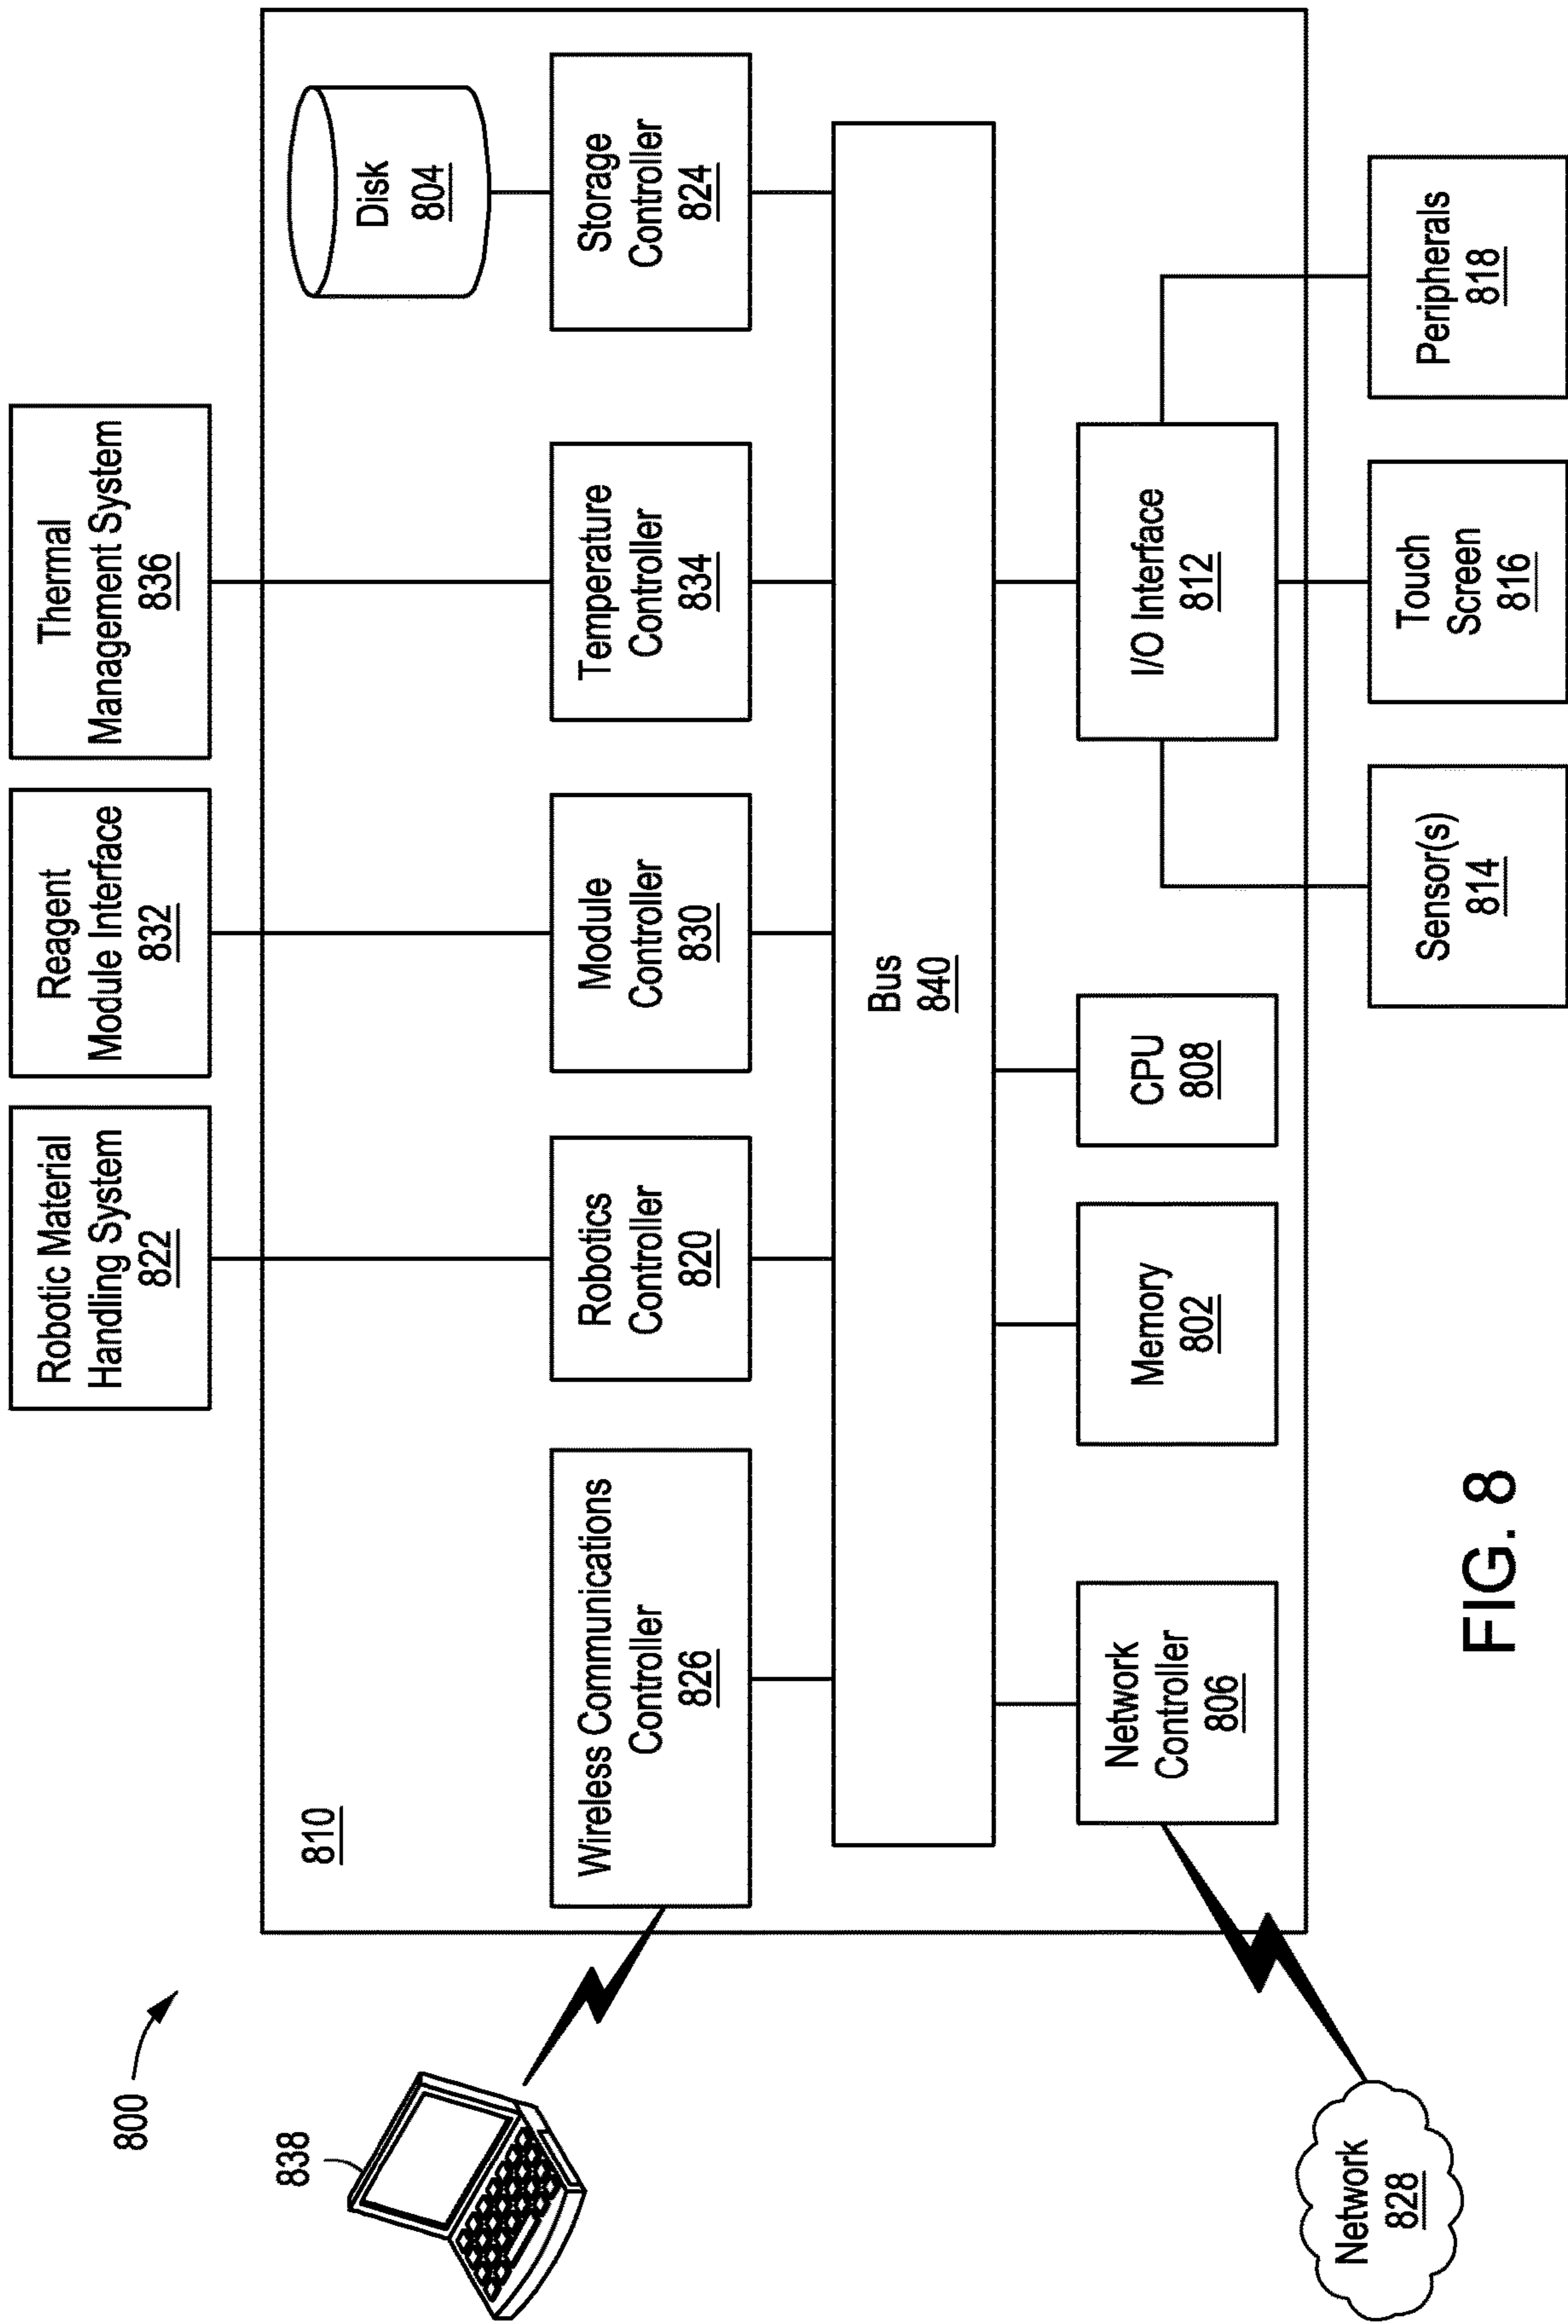 800
838
810
Robotic Material
Handling System
822
Reagent
Module Interface
832
Thermal
Management System
836
Wireless Communications
Controller
826
Robotics
Controller
820
Module
Controller
830
Temperature
Controller
834
Disk
804
Storage
Controller
824
Bus
840
Network
Controller
806
Memory
802
CPU
808
I/O Interface
812
Network
828
Sensor(s)
814
Touch
Screen
816
Peripherals
818
FIG. 8